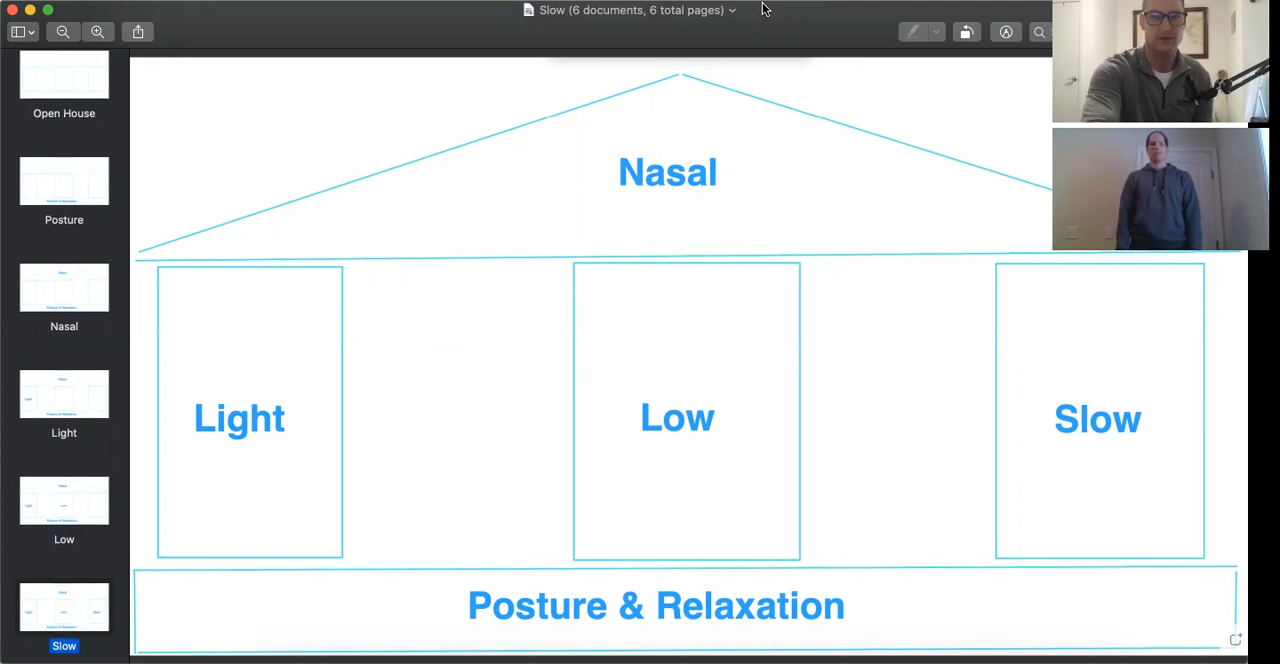 Slow (6 documents, 6 total pages)
Open House
Posture
Nasal
Light
Low
Slow
Nasal
Light
Low
Slow
Posture & Relaxation